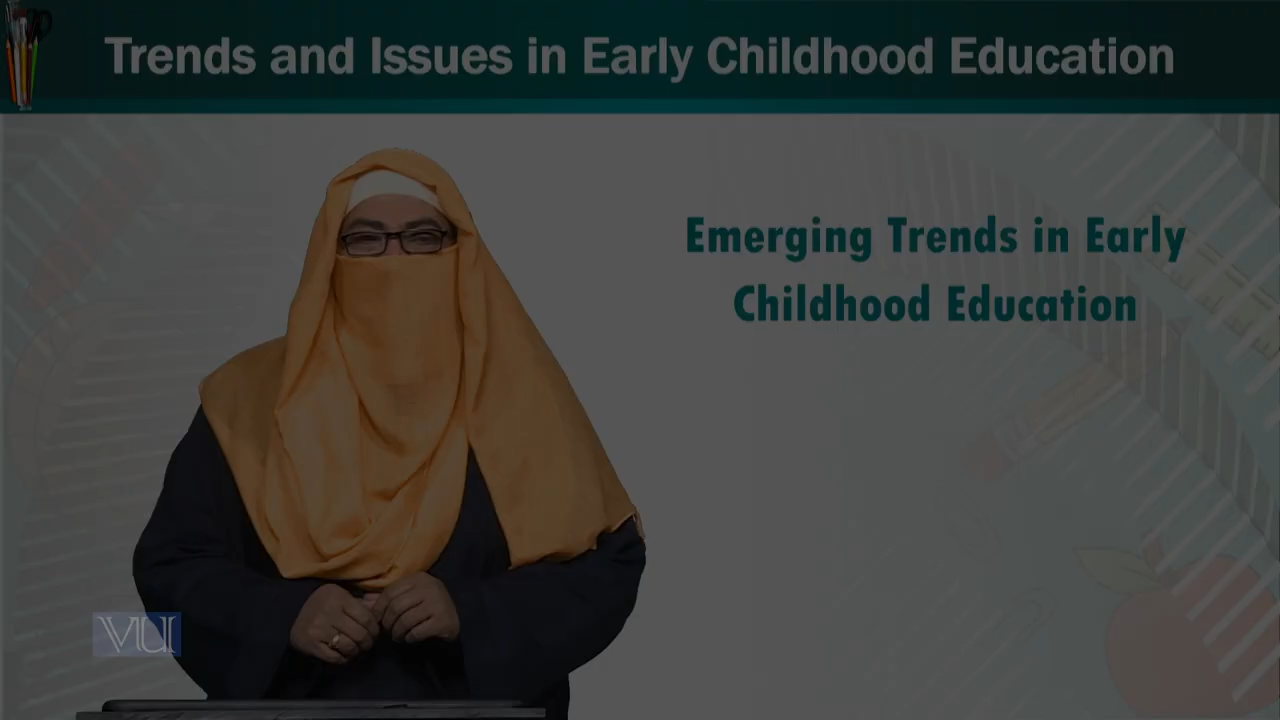 Trends and Issues in Early Childhood Education
Emerging Trends in Early
Childhood Education
VU